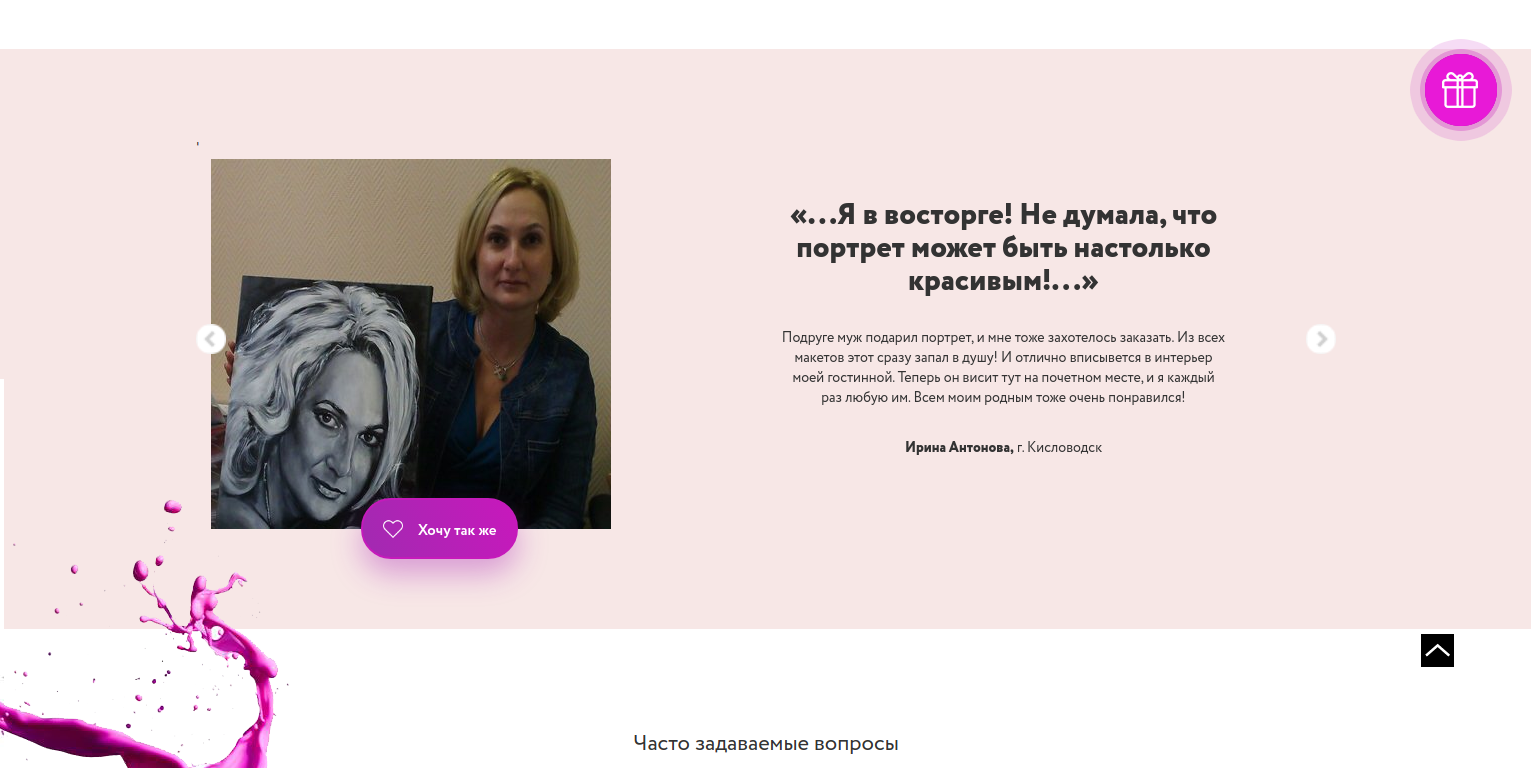 «…Я в восторге! Не думала, что
портрет может быть настолько
красивым!…»
Подруге муж подарил портрет, и мне тоже захотелось заказать. Из всех
макетов этот сразу запал в душу! И отлично вписывется в интерьер
моей гостинной. Теперь он висит тут на почетном месте, и я каждый
раз любую им. Всем моим родным тоже очень понравился!
Ирина Антонова, г. Кисловодск
Хочу так же
Часто задаваемые вопросы